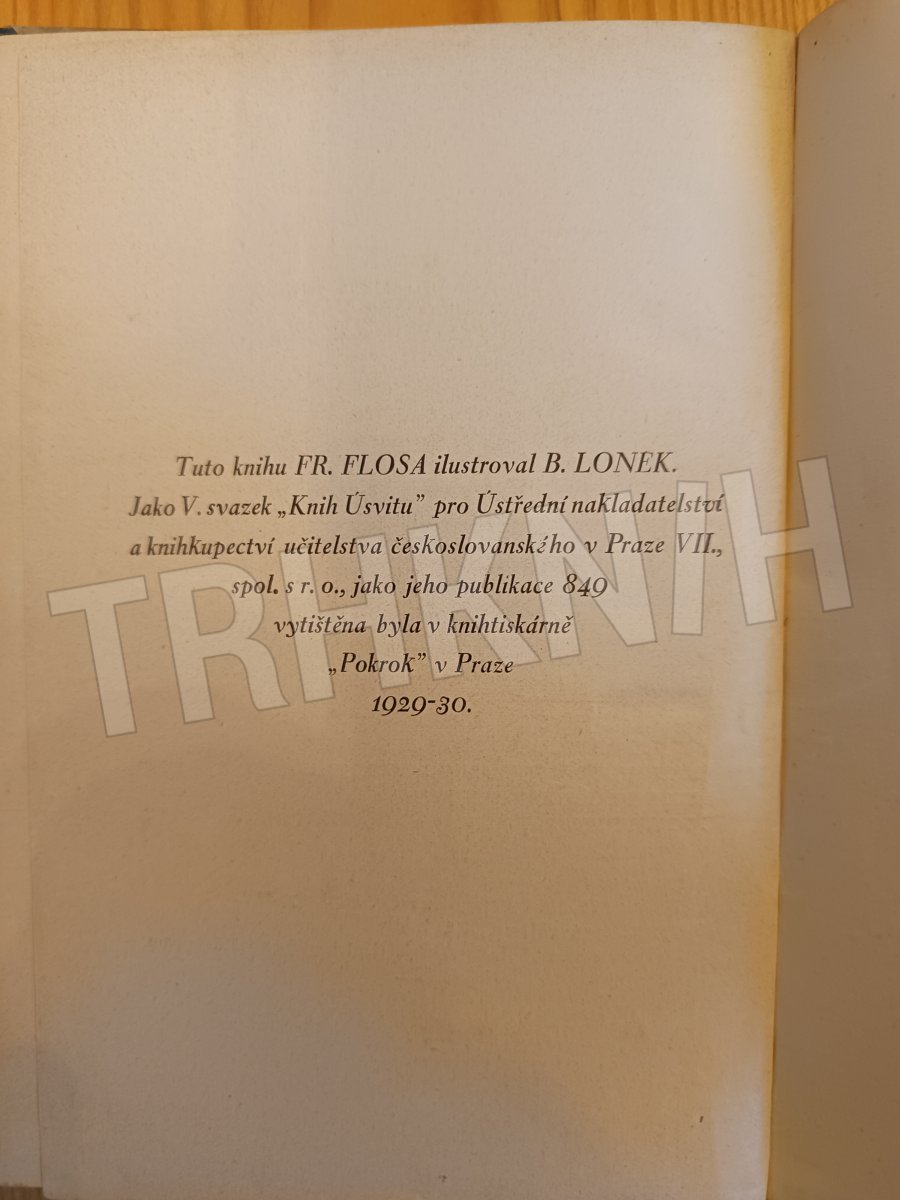 Tuto knihu FR. FLOSA ilustroval B. LONEK.
Jako V. svazek „Knih Úsvitu” pro Ústřední nakladatelství
a knihkupectví učitelstva československého v Praze VII.,
spol. s r. o., jako jeho publikace 849
vytištěna byla v knihtiskárně
„Pokrok” v Praze
1929-30.
TRHKNIH